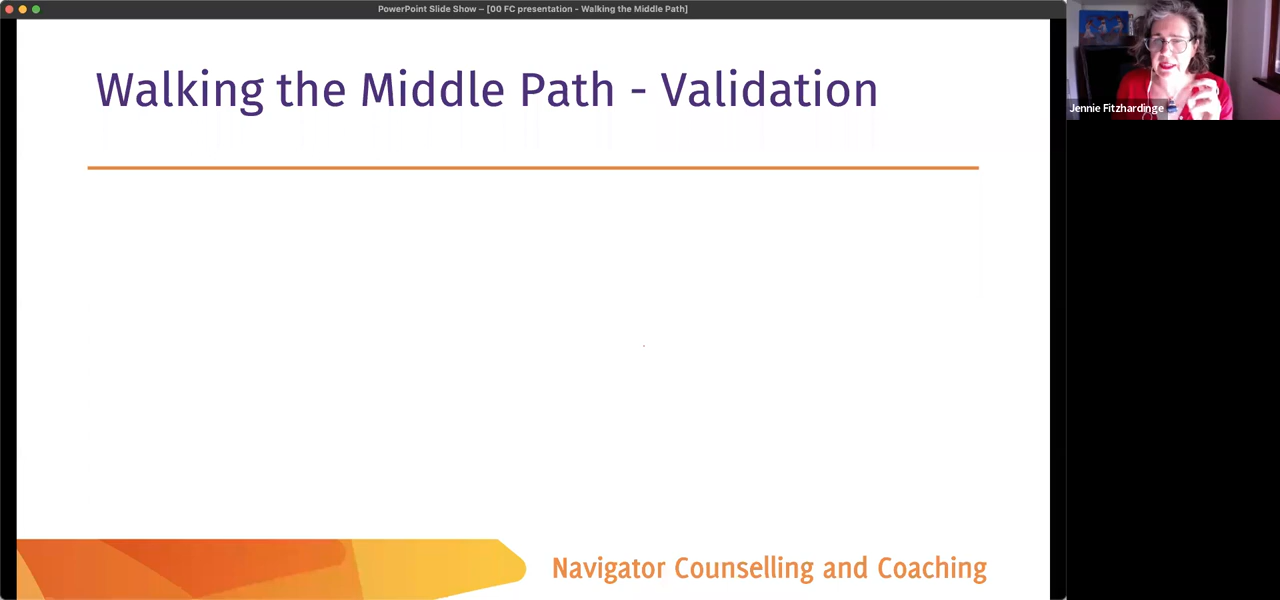 PowerPoint Slide Show – [00 FC presentation - Walking the Middle Path]
Walking the Middle Path - Validation
Jennie Fitzhardinge
Navigator Counselling and Coaching